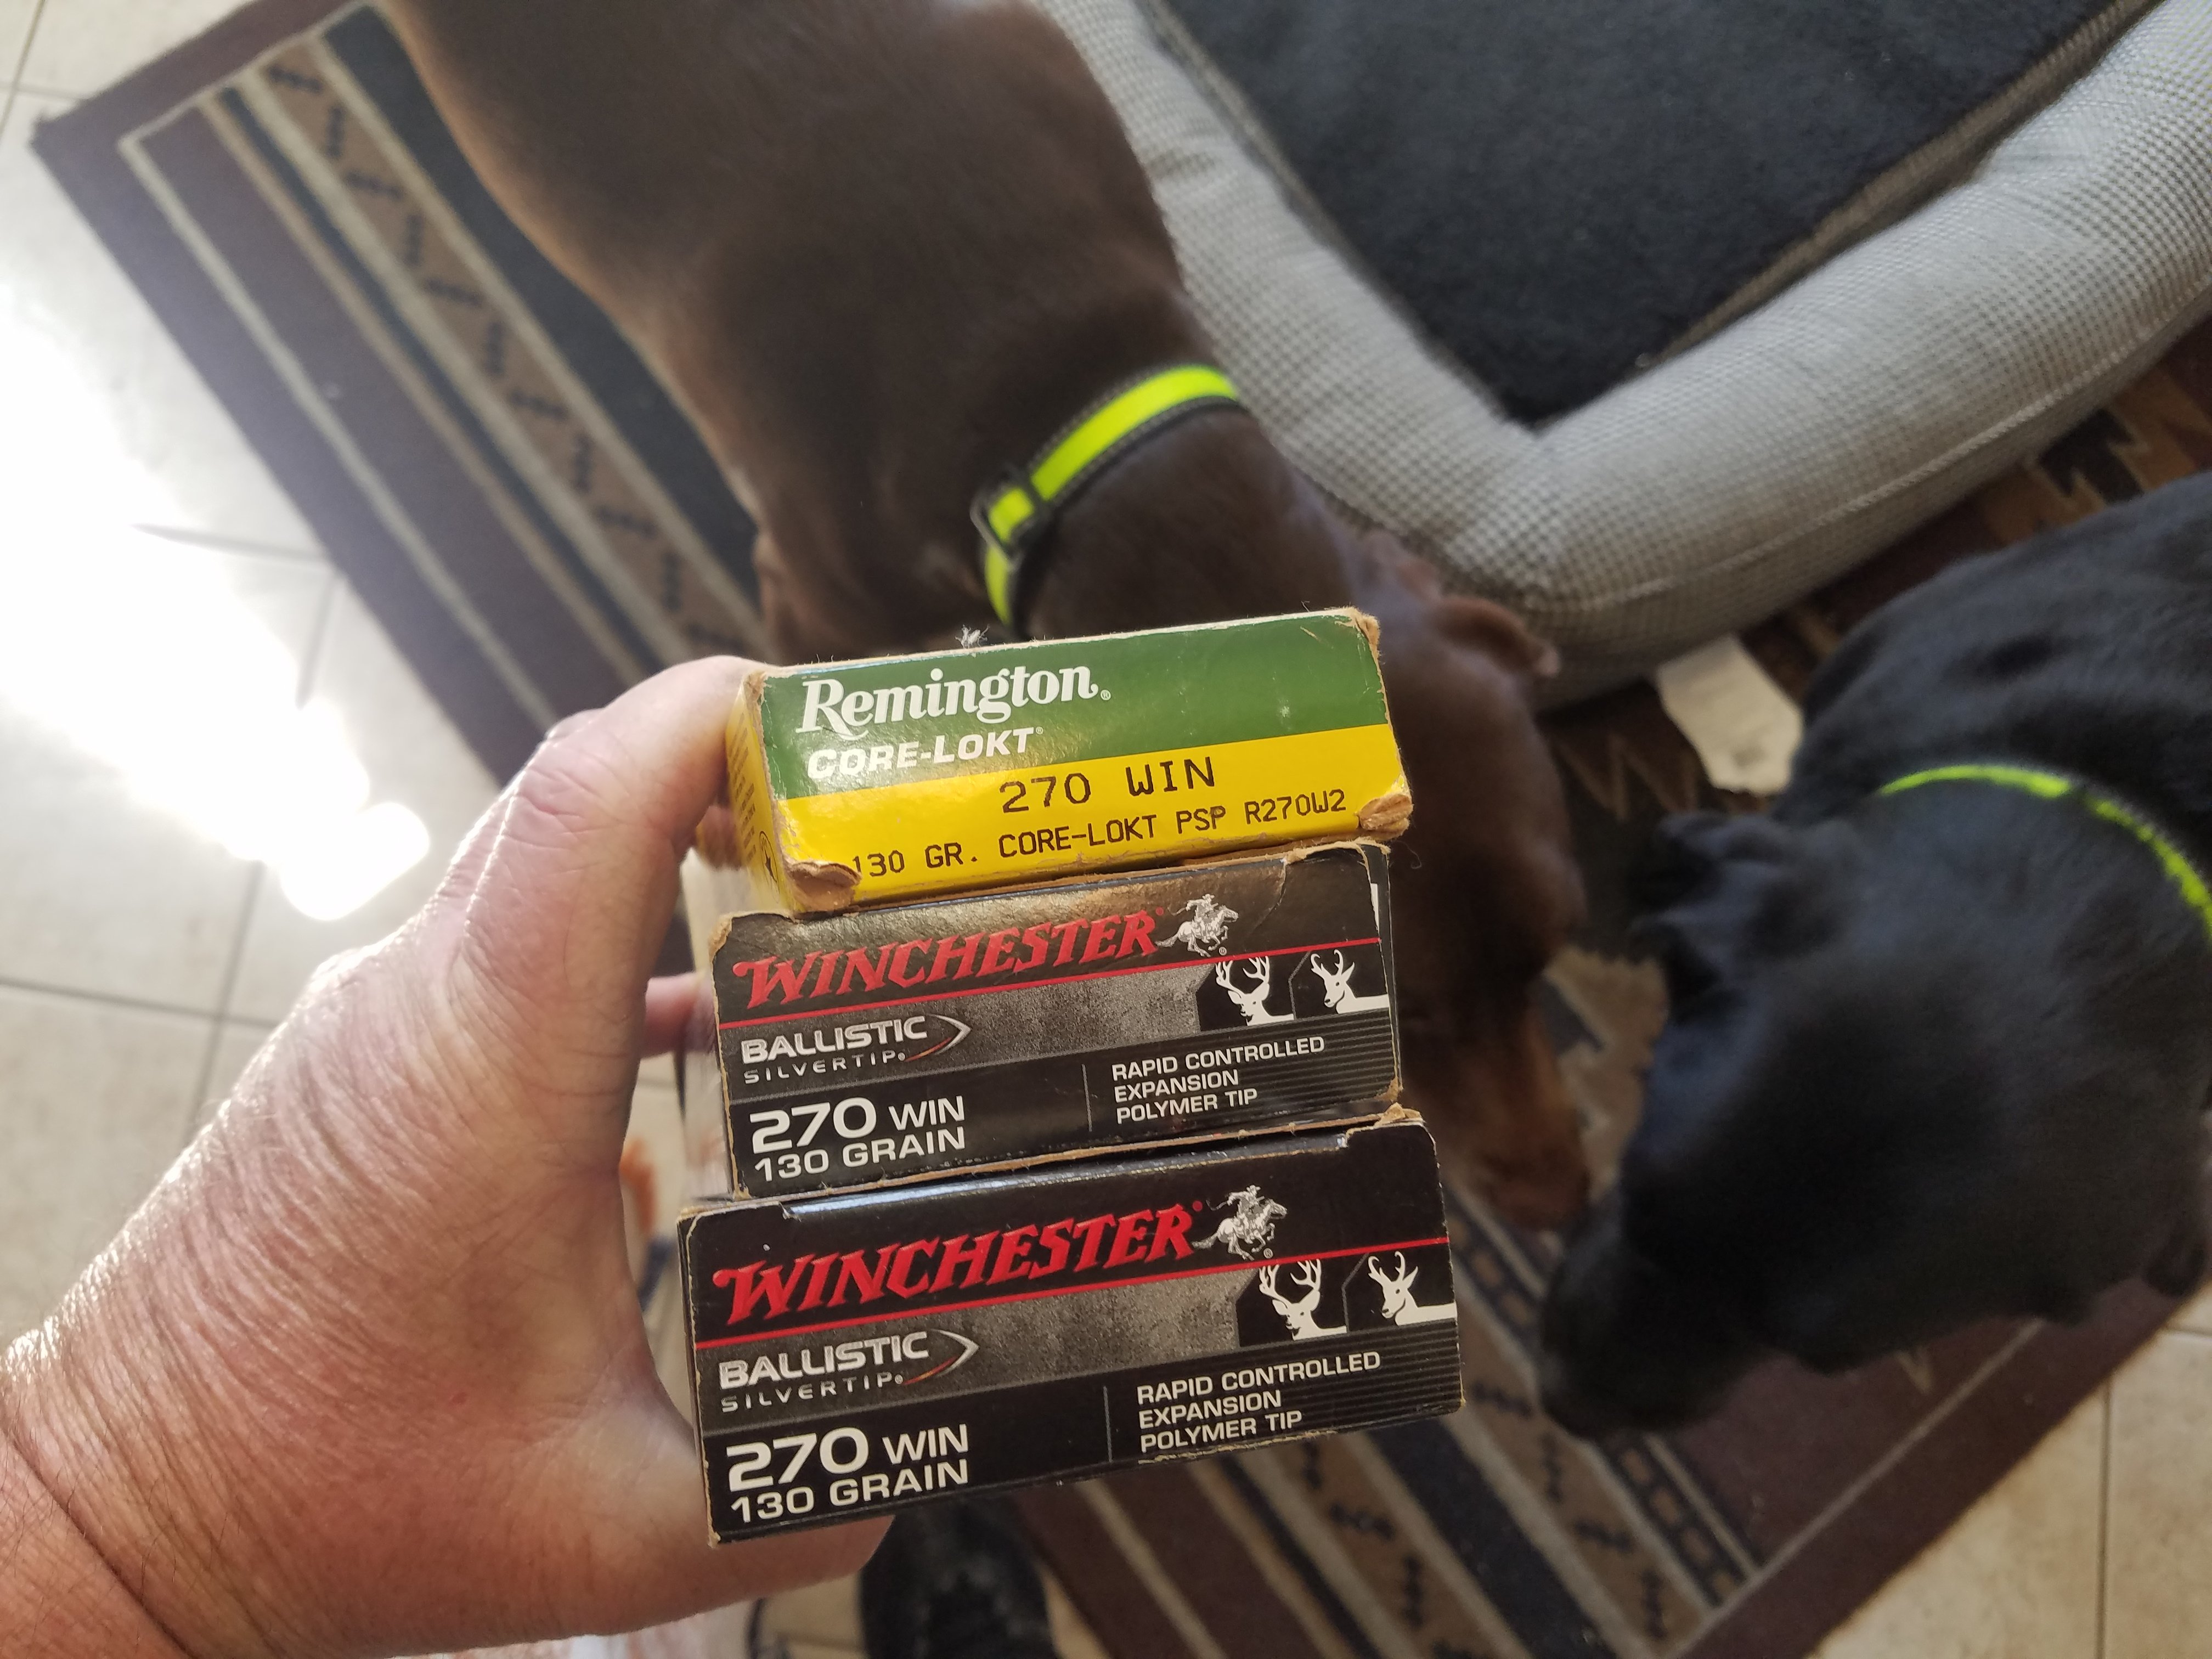 Remington®
CORE-LOKT®
270 WIN
130 GR. CORE-LOKT PSP R270W2
WINCHESTER®
BALLISTIC
SILVERTIP®
270 WIN
130 GRAIN
RAPID CONTROLLED
EXPANSION
POLYMER TIP
WINCHESTER®
BALLISTIC
SILVERTIP®
270 WIN
130 GRAIN
RAPID CONTROLLED
EXPANSION
POLYMER TIP